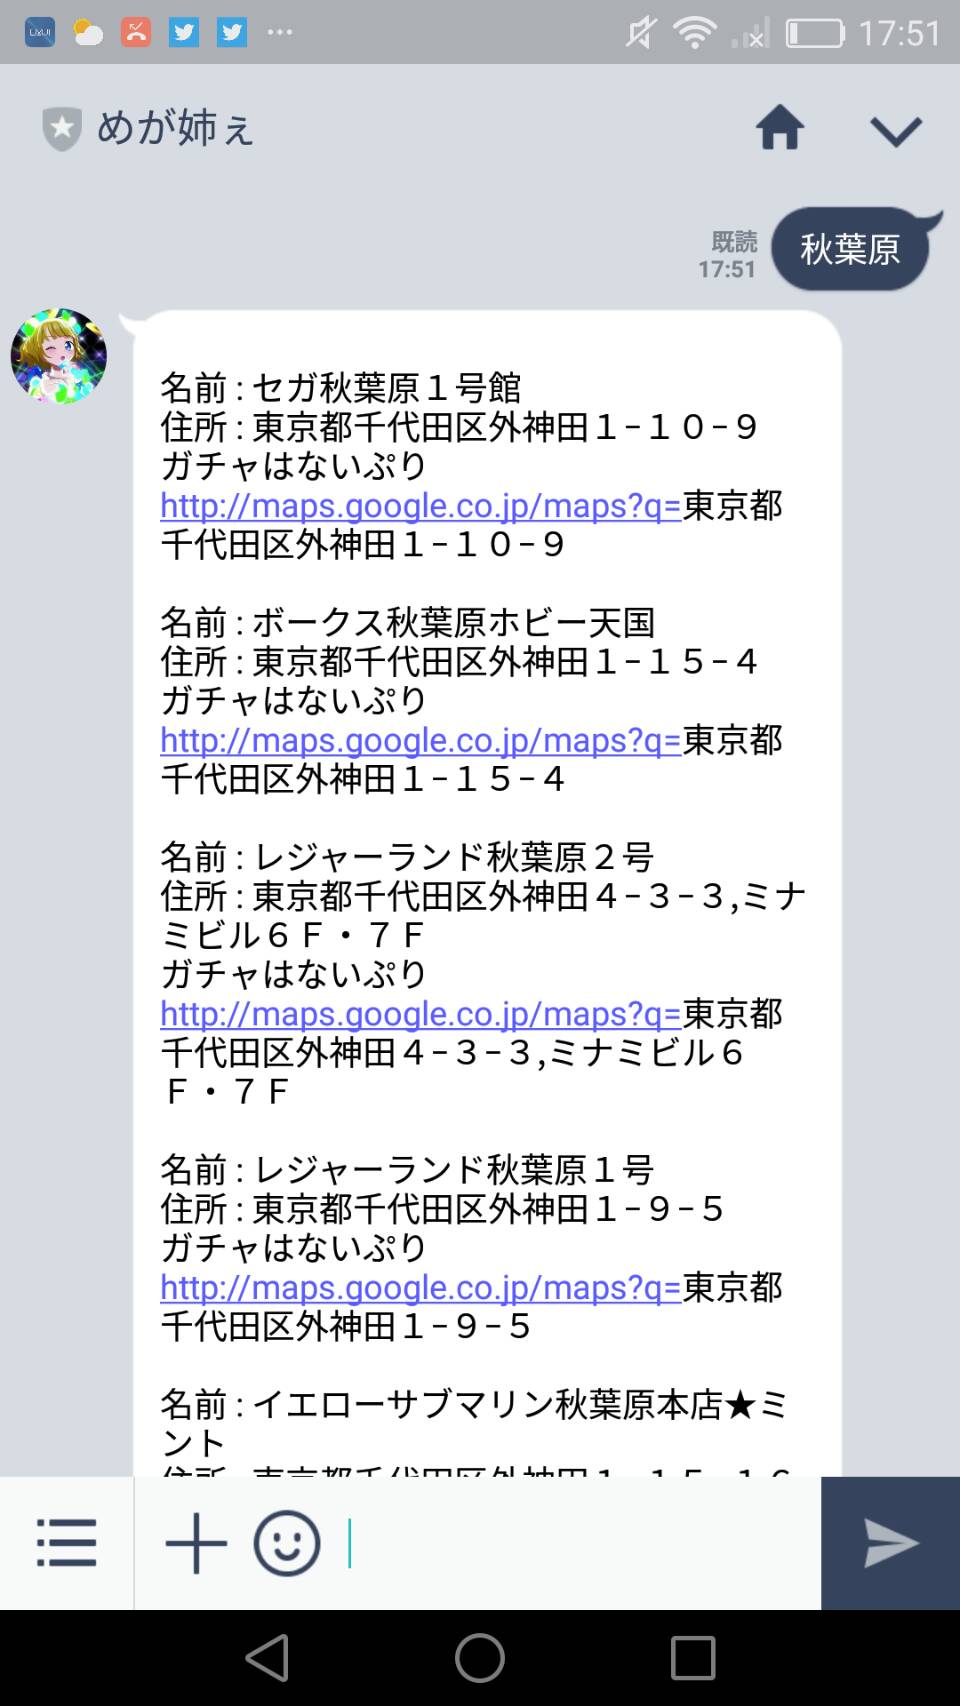 17:51
めが姉ぇ
既読
17:51
秋葉原
名前 : セガ秋葉原１号館
住所 : 東京都千代田区外神田１−１０−９
ガチャはないぷり
http://maps.google.co.jp/maps?q=東京都
千代田区外神田１−１０−９
名前 : ボークス秋葉原ホビー天国
住所 : 東京都千代田区外神田１−１５−４
ガチャはないぷり
http://maps.google.co.jp/maps?q=東京都
千代田区外神田１−１５−４
名前 : レジャーランド秋葉原２号
住所 : 東京都千代田区外神田４−３−３,ミナ
ミビル６Ｆ・７Ｆ
ガチャはないぷり
http://maps.google.co.jp/maps?q=東京都
千代田区外神田４−３−３,ミナミビル６
Ｆ・７Ｆ
名前 : レジャーランド秋葉原１号
住所 : 東京都千代田区外神田１−９−５
ガチャはないぷり
http://maps.google.co.jp/maps?q=東京都
千代田区外神田１−９−５
名前 : イエローサブマリン秋葉原本店★ミ
ント